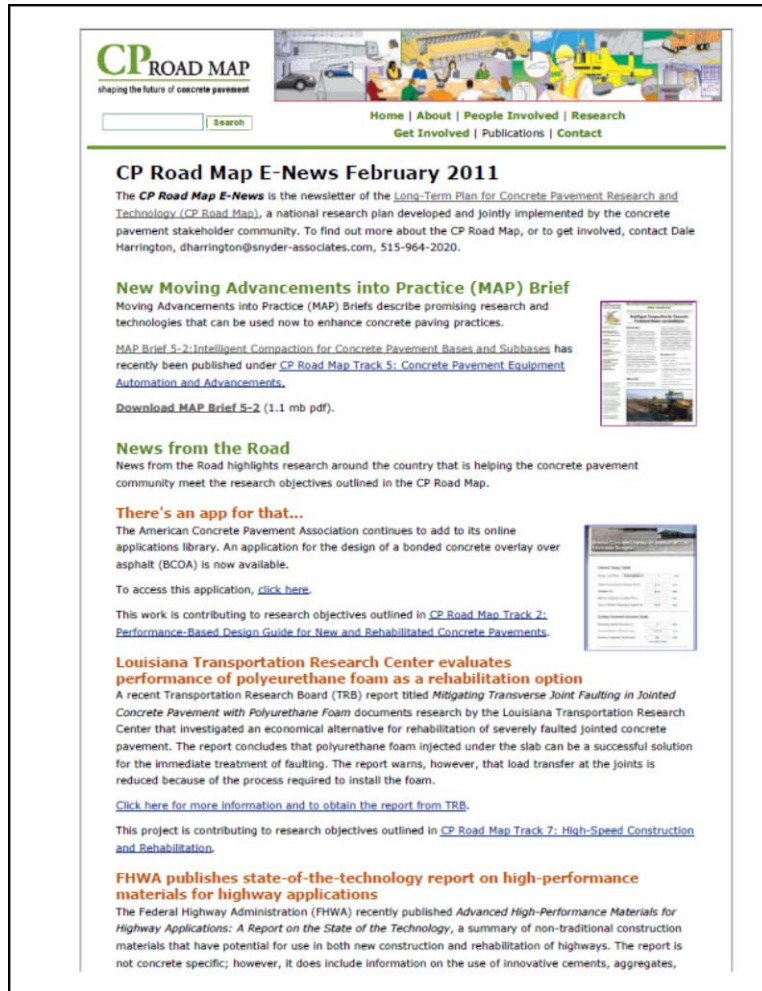 CP ROAD MAP
shaping the future of concrete pavement
Search
Home | About | People Involved | Research
Get Involved | Publications | Contact
CP Road Map E-News February 2011
The CP Road Map E-News is the newsletter of the Long-Term Plan for Concrete Pavement Research and
Technology (CP Road Map), a national research plan developed and jointly implemented by the concrete
pavement stakeholder community. To find out more about the CP Road Map, or to get involved, contact Dale
Harrington, dharrington@snyder-associates.com, 515-964-2020.
New Moving Advancements into Practice (MAP) Brief
Moving Advancements into Practice (MAP) Briefs describe promising research and
technologies that can be used now to enhance concrete paving practices.
MAP Brief 5-2:Intelligent Compaction for Concrete Pavement Bases and Subbases has
recently been published under CP Road Map Track 5: Concrete Pavement Equipment
Automation and Advancements.
Download MAP Brief 5-2 (1.1 mb pdf).
News from the Road
News from the Road highlights research around the country that is helping the concrete pavement
community meet the research objectives outlined in the CP Road Map.
There's an app for that...
The American Concrete Pavement Association continues to add to its online
applications library. An application for the design of a bonded concrete overlay over
asphalt (BCOA) is now available.
To access this application, click here.
This work is contributing to research objectives outlined in CP Road Map Track 2:
Performance-Based Design Guide for New and Rehabilitated Concrete Pavements.
Louisiana Transportation Research Center evaluates
performance of polyeurethane foam as a rehabilitation option
A recent Transportation Research Board (TRB) report titled Mitigating Transverse Joint Faulting in Jointed
Concrete Pavement with Polyurethane Foam documents research by the Louisiana Transportation Research
Center that investigated an economical alternative for rehabilitation of severely faulted jointed concrete
pavement. The report concludes that polyurethane foam injected under the slab can be a successful solution
for the immediate treatment of faulting. The report warns, however, that load transfer at the joints is
reduced because of the process required to install the foam.
Click here for more information and to obtain the report from TRB.
This project is contributing to research objectives outlined in CP Road Map Track 7: High-Speed Construction
and Rehabilitation.
FHWA publishes state-of-the-technology report on high-performance
materials for highway applications
The Federal Highway Administration (FHWA) recently published Advanced High-Performance Materials for
Highway Applications: A Report on the State of the Technology, a summary of non-traditional construction
materials that have potential for use in both new construction and rehabilitation of highways. The report is
not concrete specific; however, it does include information on the use of innovative cements, aggregates,